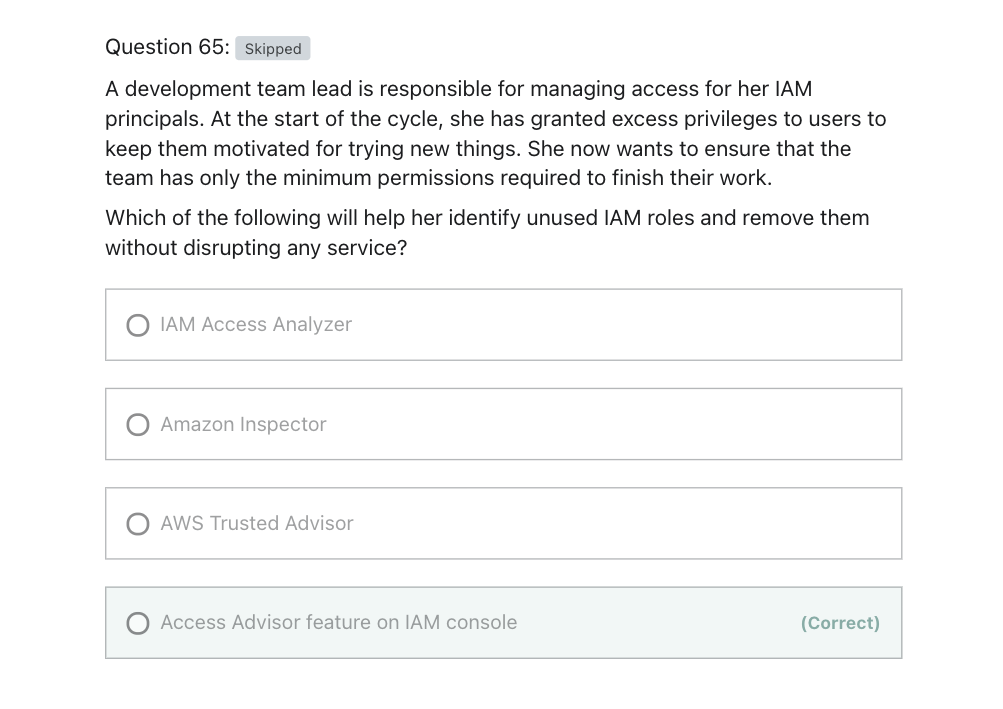 Question 65: Skipped
A development team lead is responsible for managing access for her IAM
principals. At the start of the cycle, she has granted excess privileges to users to
keep them motivated for trying new things. She now wants to ensure that the
team has only the minimum permissions required to finish their work.
Which of the following will help her identify unused IAM roles and remove them
without disrupting any service?
IAM Access Analyzer
Amazon Inspector
AWS Trusted Advisor
Access Advisor feature on IAM console (Correct)